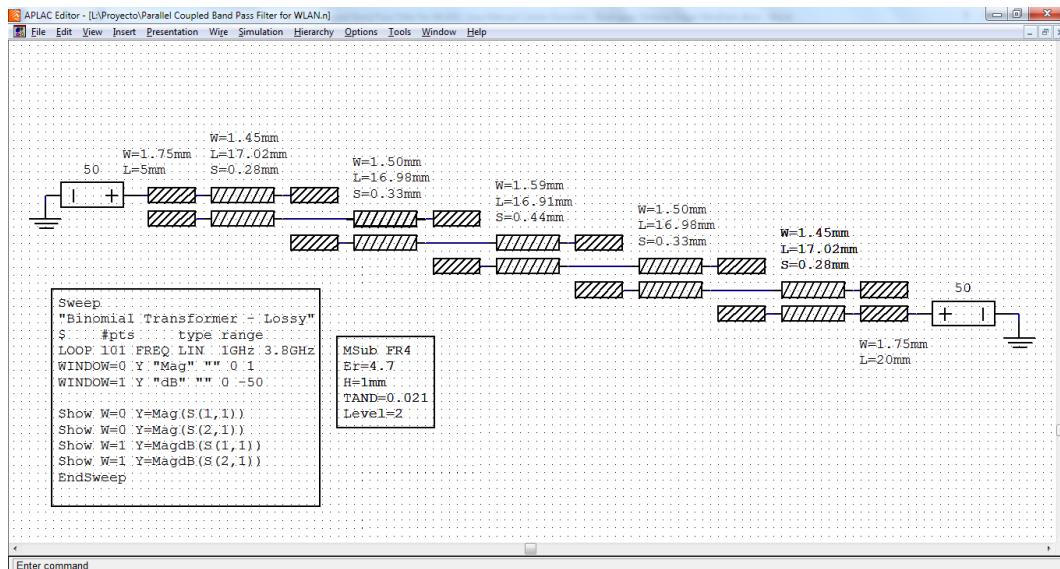 APLAC Editor - [L:\Proyecto\Parallel Coupled Band Pass Filter for WLAN.n]
File Edit View Insert Presentation Wire Simulation Hierarchy Options Tools Window Help
W=1.45mm
W=1.75mm L=17.02mm
50 L=5mm S=0.28mm
W=1.50mm
L=16.98mm
S=0.33mm
W=1.59mm
L=16.91mm
S=0.44mm
W=1.50mm
L=16.98mm
S=0.33mm
W=1.45mm
L=17.02mm
S=0.28mm
50
W=1.75mm
L=20mm
Sweep
"Binomial Transformer - Lossy"
$ #pts type range
LOOP 101 FREQ LIN 1GHz 3.8GHz
WINDOW=0 Y "Mag" "" 0 1
WINDOW=1 Y "dB" "" 0 -50
Show W=0 Y=Mag(S(1,1))
Show W=0 Y=Mag(S(2,1))
Show W=1 Y=MagdB(S(1,1))
Show W=1 Y=MagdB(S(2,1))
EndSweep
MSub FR4
Er=4.7
H=1mm
TAND=0.021
Level=2
Enter command